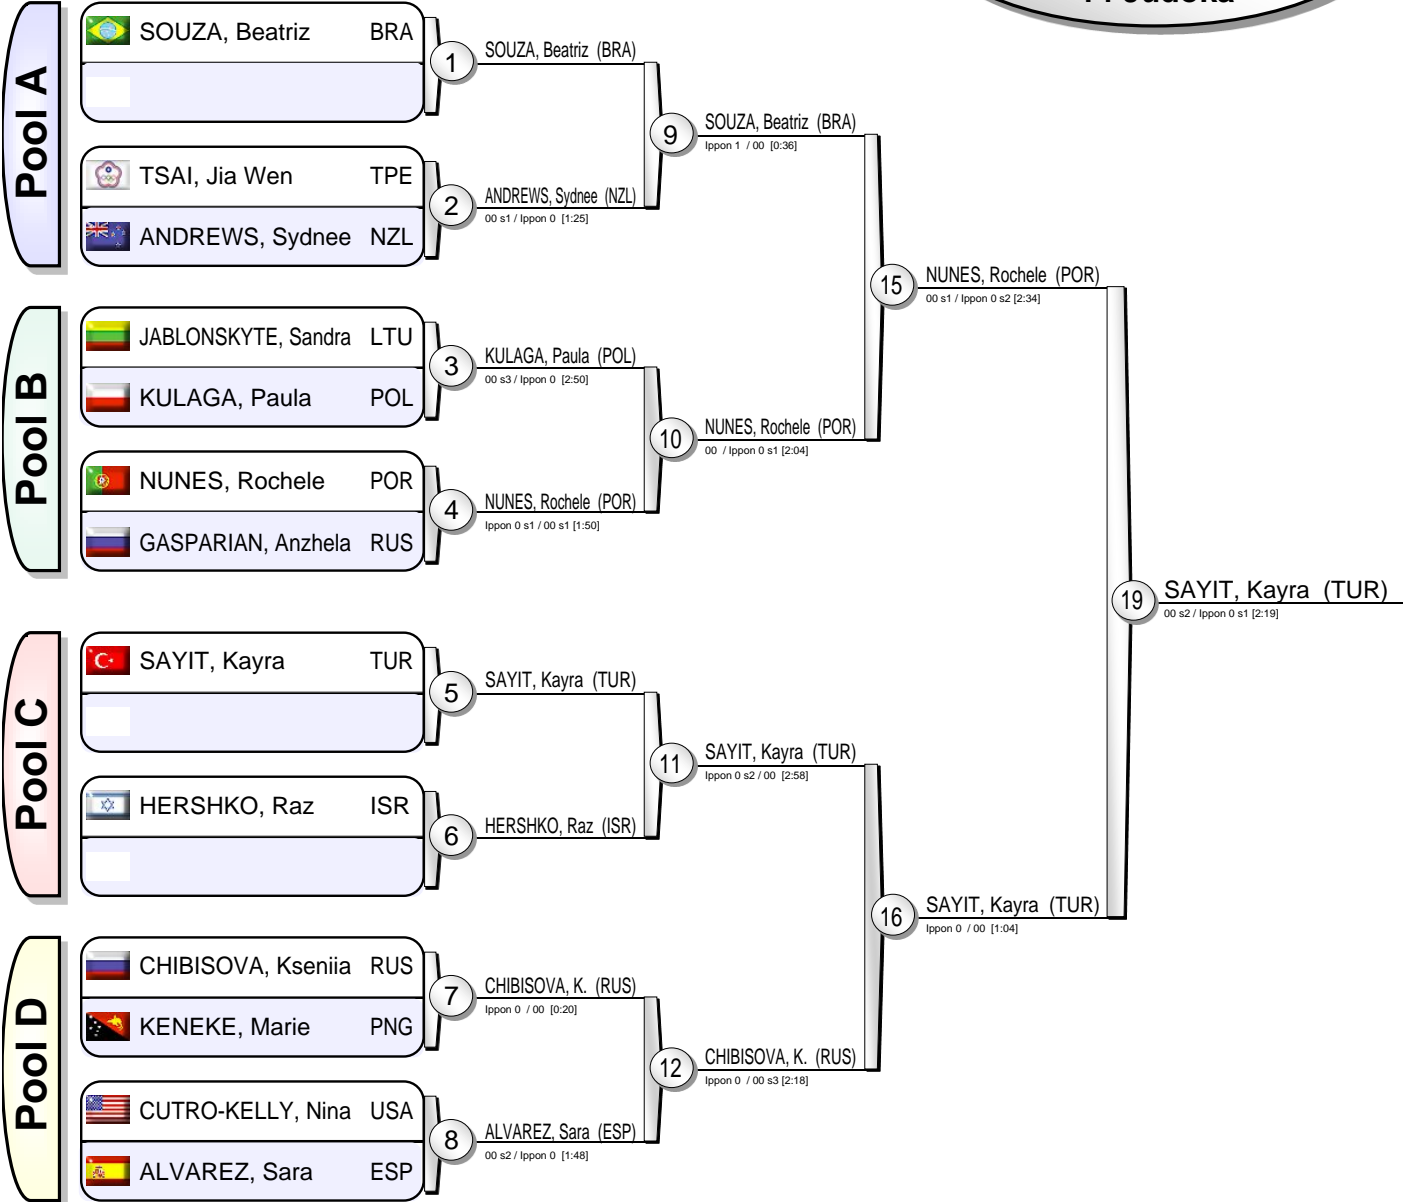 Pool A
SOUZA, Beatriz BRA
TSAI, Jia Wen TPE
ANDREWS, Sydnee NZL
Pool B
JABLONSKYTE, Sandra LTU
KULAGA, Paula POL
NUNES, Rochele POR
GASPARIAN, Anzhela RUS
Pool C
SAYIT, Kayra TUR
HERSHKO, Raz ISR
Pool D
CHIBISOVA, Kseniia RUS
KENEKE, Marie PNG
CUTRO-KELLY, Nina USA
ALVAREZ, Sara ESP
1
SOUZA, Beatriz (BRA)
2
ANDREWS, Sydnee (NZL)
00 s1 / Ippon 0 [1:25]
3
KULAGA, Paula (POL)
00 s3 / Ippon 0 [2:50]
4
NUNES, Rochele (POR)
Ippon 0 s1 / 00 s1 [1:50]
5
SAYIT, Kayra (TUR)
6
HERSHKO, Raz (ISR)
7
CHIBISOVA, K. (RUS)
Ippon 0 / 00 [0:20]
8
ALVAREZ, Sara (ESP)
00 s2 / Ippon 0 [1:48]
9
SOUZA, Beatriz (BRA)
Ippon 1 / 00 [0:36]
10
NUNES, Rochele (POR)
00 / Ippon 0 s1 [2:04]
11
SAYIT, Kayra (TUR)
Ippon 0 s2 / 00 [2:58]
12
CHIBISOVA, K. (RUS)
Ippon 0 / 00 s3 [2:18]
15
NUNES, Rochele (POR)
00 s1 / Ippon 0 s2 [2:34]
16
SAYIT, Kayra (TUR)
Ippon 0 / 00 [1:04]
19
SAYIT, Kayra (TUR)
00 s2 / Ippon 0 s1 [2:19]